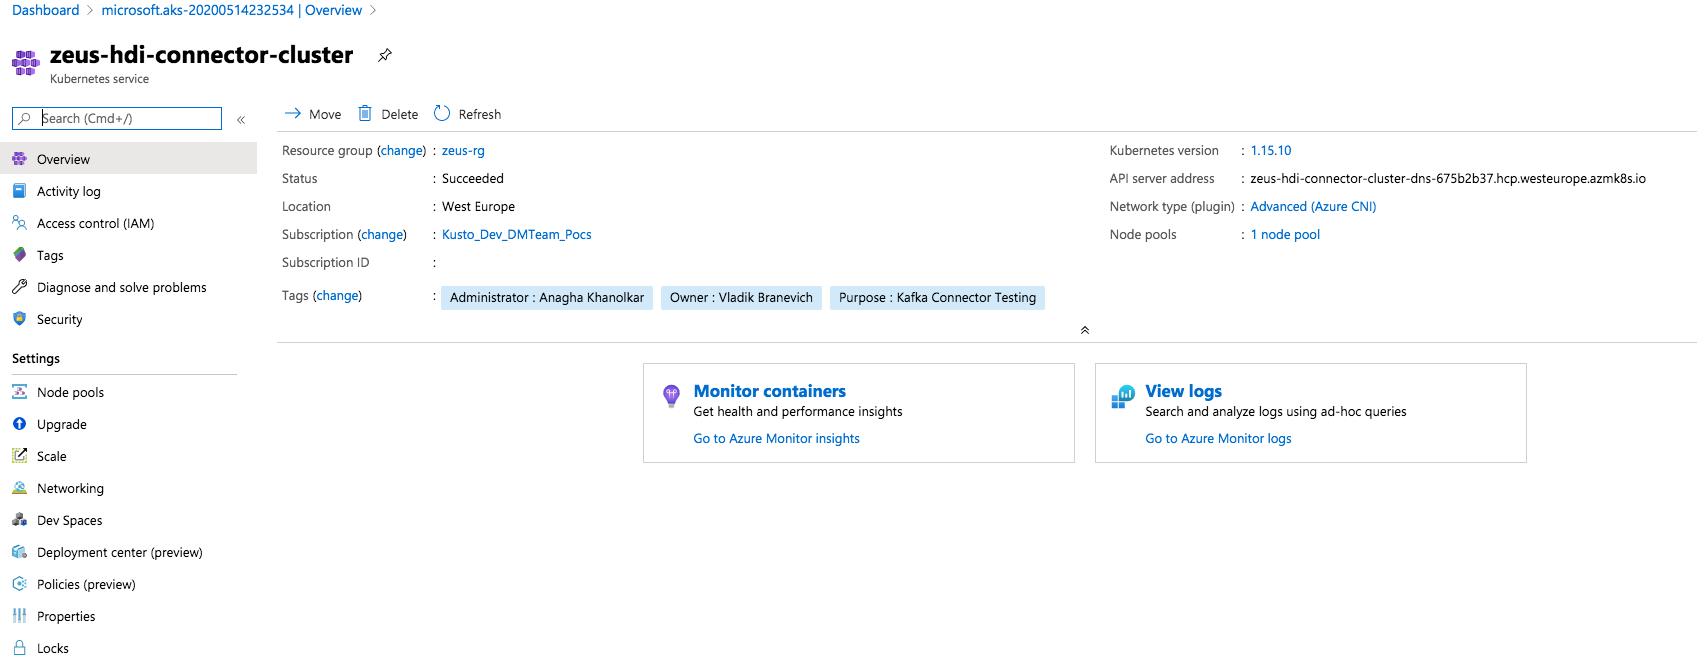 Dashboard > microsoft.aks-20200514232534 | Overview >
zeus-hdi-connector-cluster
Kubernetes service
Search (Cmd+/)
«
Overview
Activity log
Access control (IAM)
Tags
Diagnose and solve problems
Security
Settings
Node pools
Upgrade
Scale
Networking
Dev Spaces
Deployment center (preview)
Policies (preview)
Properties
Locks
Move Delete Refresh
Resource group (change) : zeus-rg
Status : Succeeded
Location : West Europe
Subscription (change) : Kusto_Dev_DMTeam_Pocs
Subscription ID :
Tags (change) : Administrator : Anagha Khanolkar Owner : Vladik Branevich Purpose : Kafka Connector Testing
Kubernetes version : 1.15.10
API server address : zeus-hdi-connector-cluster-dns-675b2b37.hcp.westeurope.azmk8s.io
Network type (plugin) : Advanced (Azure CNI)
Node pools : 1 node pool
Monitor containers
Get health and performance insights
Go to Azure Monitor insights
View logs
Search and analyze logs using ad-hoc queries
Go to Azure Monitor logs